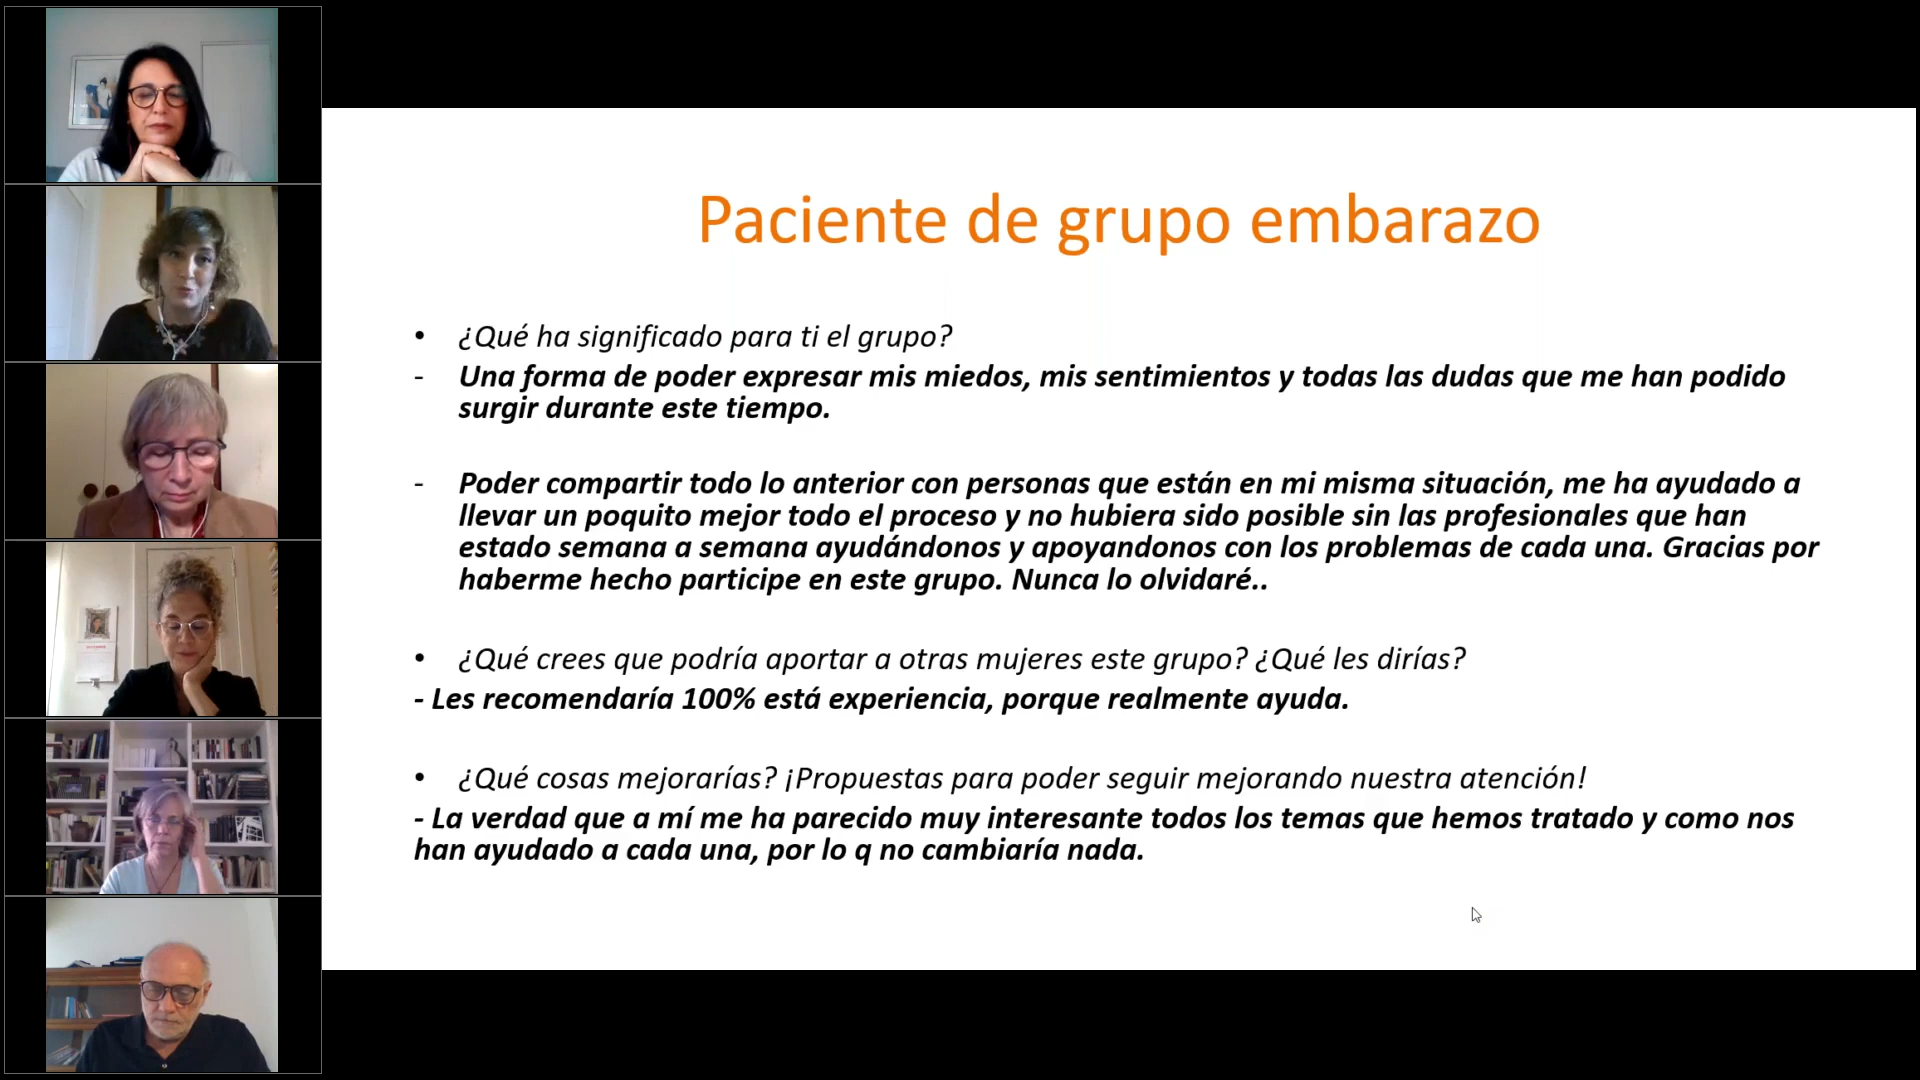 Paciente de grupo embarazo
• ¿Qué ha significado para ti el grupo?
- Una forma de poder expresar mis miedos, mis sentimientos y todas las dudas que me han podido
surgir durante este tiempo.
- Poder compartir todo lo anterior con personas que están en mi misma situación, me ha ayudado a
llevar un poquito mejor todo el proceso y no hubiera sido posible sin las profesionales que han
estado semana a semana ayudándonos y apoyandonos con los problemas de cada una. Gracias por
haberme hecho participe en este grupo. Nunca lo olvidaré..
• ¿Qué crees que podría aportar a otras mujeres este grupo? ¿Qué les dirías?
- Les recomendaría 100% está experiencia, porque realmente ayuda.
• ¿Qué cosas mejorarías? ¡Propuestas para poder seguir mejorando nuestra atención!
- La verdad que a mí me ha parecido muy interesante todos los temas que hemos tratado y como nos
han ayudado a cada una, por lo q no cambiaría nada.